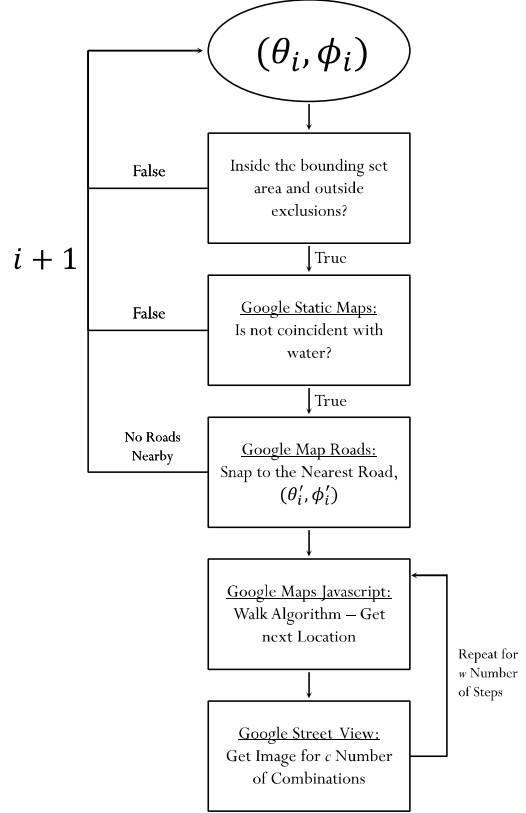 (θᵢ, ϕᵢ)
Inside the bounding set
area and outside
exclusions?
False
True
i + 1
Google Static Maps:
Is not coincident with
water?
False
True
No Roads
Nearby
Google Map Roads:
Snap to the Nearest Road,
(θ′ᵢ, ϕ′ᵢ)
Google Maps Javascript:
Walk Algorithm – Get
next Location
Repeat for
w Number
of Steps
Google Street View:
Get Image for c Number
of Combinations